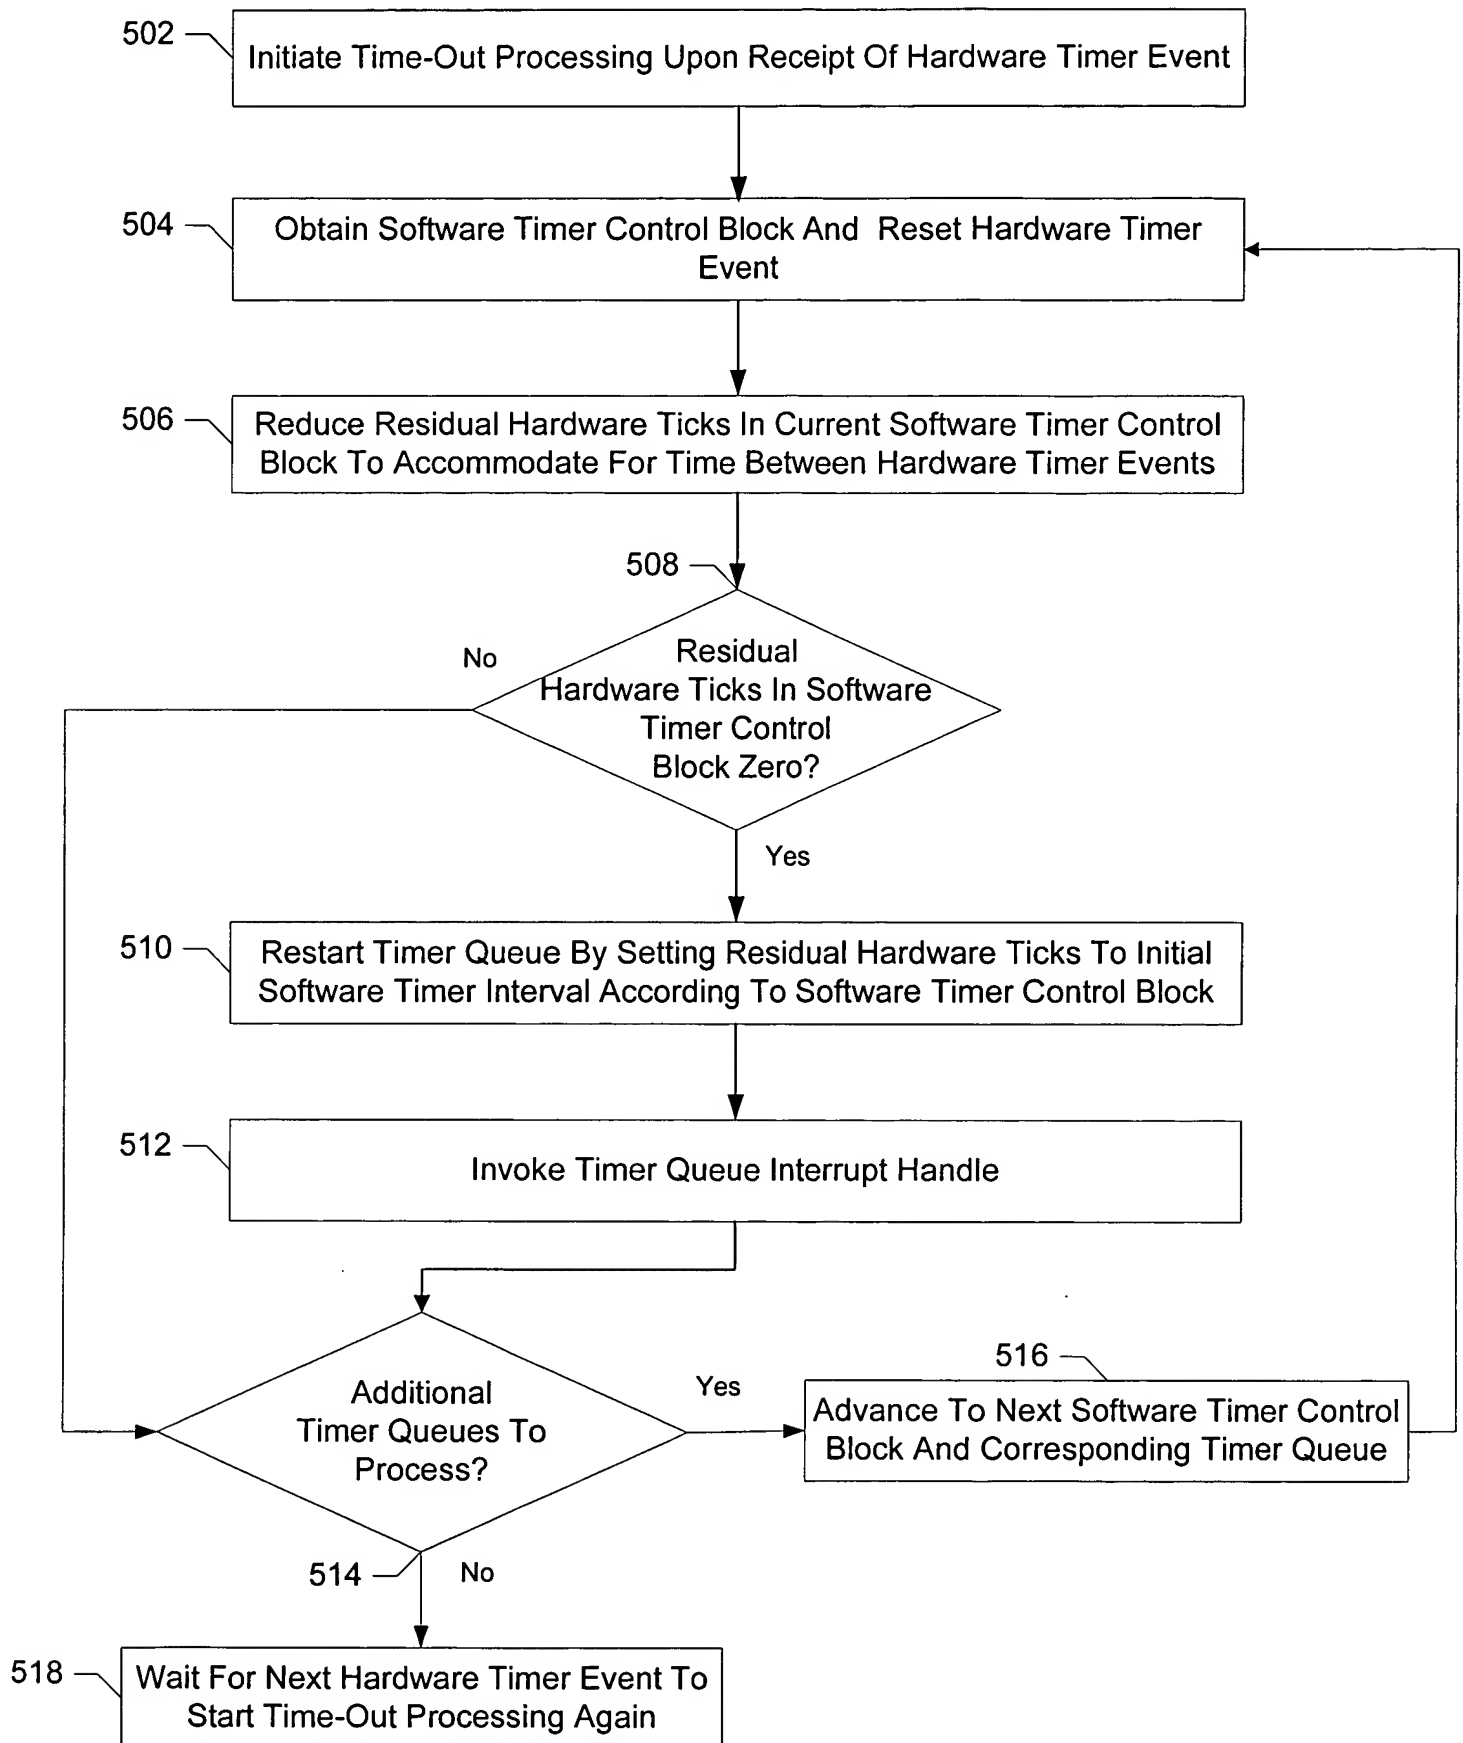 502
Initiate Time-Out Processing Upon Receipt Of Hardware Timer Event
504
Obtain Software Timer Control Block And Reset Hardware Timer
Event
506
Reduce Residual Hardware Ticks In Current Software Timer Control
Block To Accommodate For Time Between Hardware Timer Events
508
No
Residual
Hardware Ticks In Software
Timer Control
Block Zero?
Yes
510
Restart Timer Queue By Setting Residual Hardware Ticks To Initial
Software Timer Interval According To Software Timer Control Block
512
Invoke Timer Queue Interrupt Handle
Additional
Timer Queues To
Process?
Yes
516
Advance To Next Software Timer Control
Block And Corresponding Timer Queue
514
No
518
Wait For Next Hardware Timer Event To
Start Time-Out Processing Again